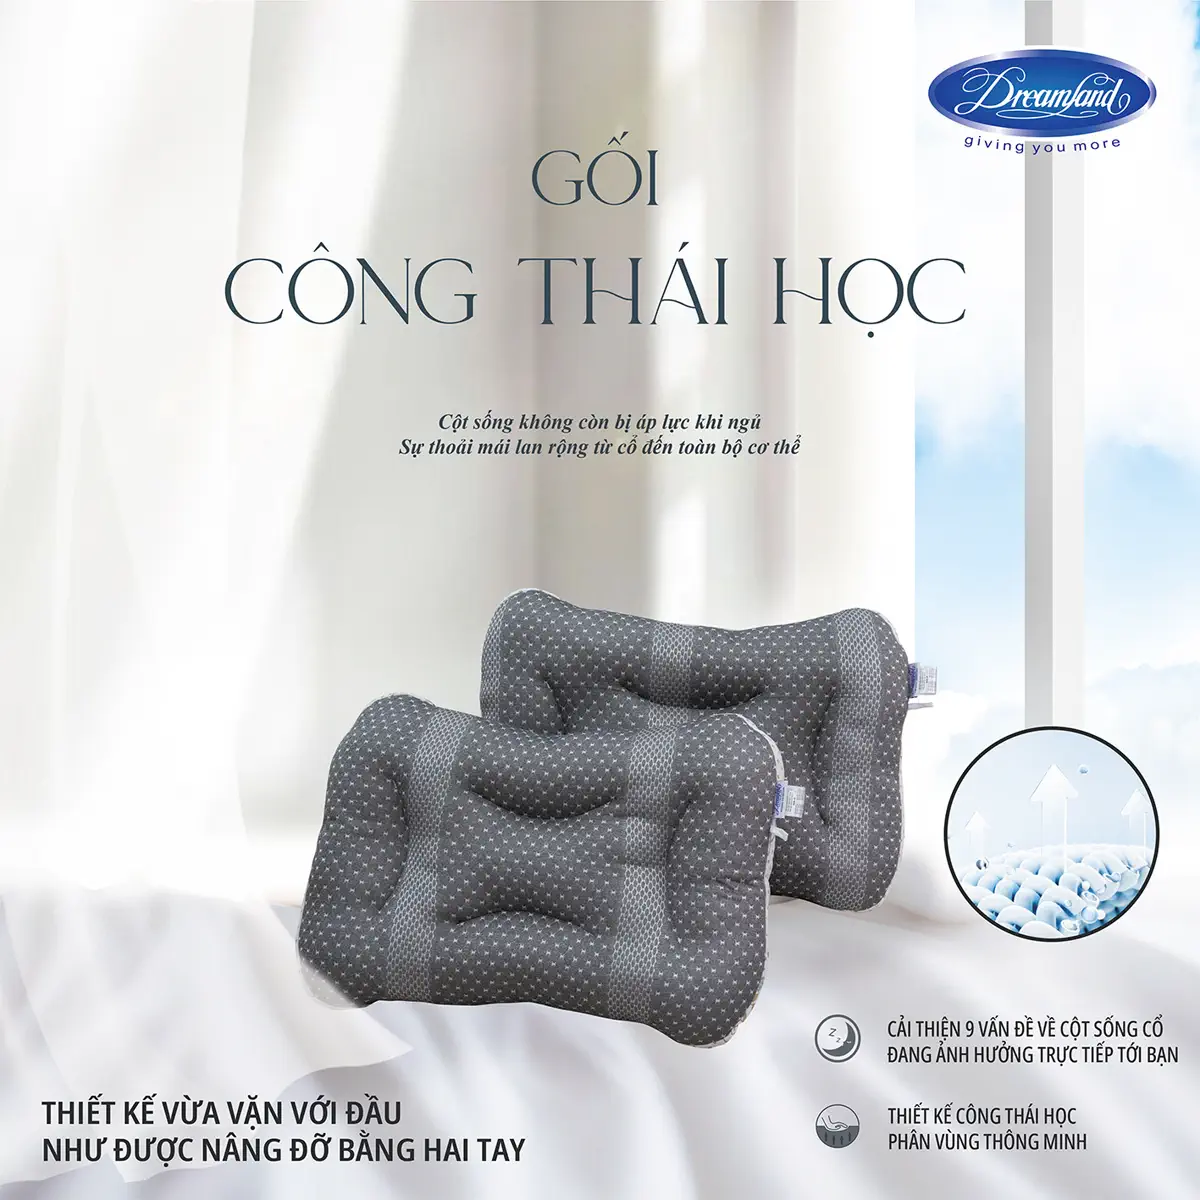 Dreamland
giving you more
GỐI
CÔNG THÁI HỌC
Cột sống không còn bị áp lực khi ngủ
Sự thoải mái lan rộng từ cổ đến toàn bộ cơ thể
CẢI THIỆN 9 VẤN ĐỀ VỀ CỘT SỐNG CỔ
ĐANG ẢNH HƯỞNG TRỰC TIẾP TỚI BẠN
THIẾT KẾ CÔNG THÁI HỌC
PHÂN VÙNG THÔNG MINH
THIẾT KẾ VỪA VẶN VỚI ĐẦU
NHƯ ĐƯỢC NÂNG ĐỠ BẰNG HAI TAY